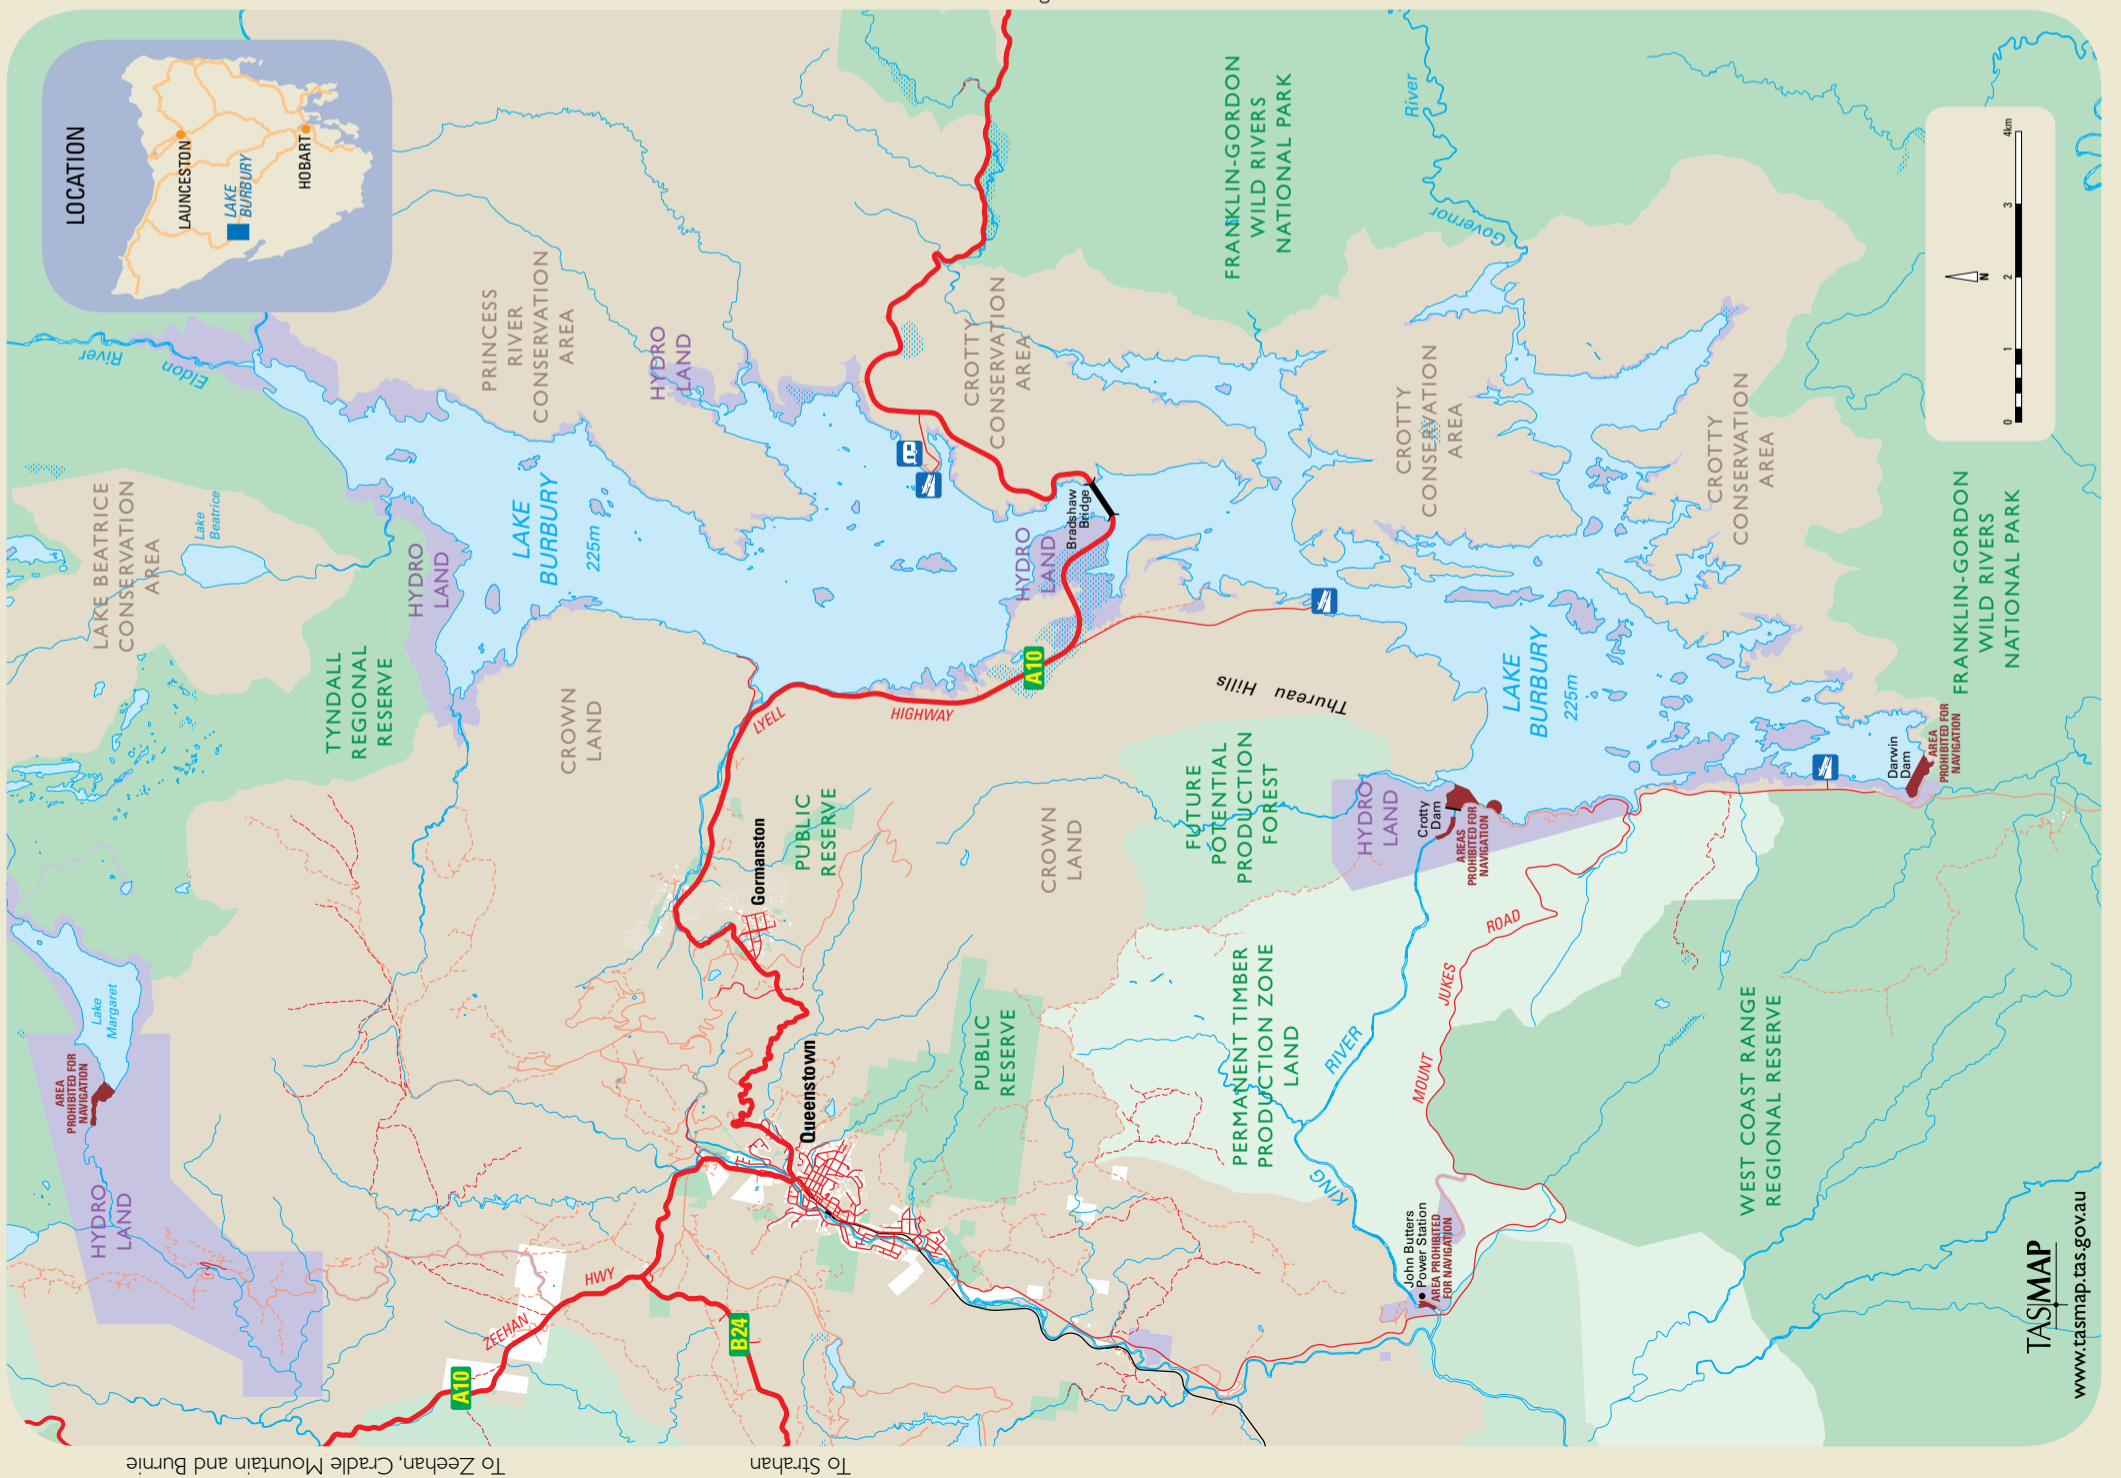 LOCATION
LAUNCESTON
LAKE
BURBURY
HOBART
River
Eldon
LAKE BEATRICE
CONSERVATION
AREA
Lake
Beatrice
HYDRO
LAND
TYNDALL
REGIONAL
RESERVE
LAKE
BURBURY
225m
PRINCESS
RIVER
CONSERVATION
AREA
HYDRO
LAND
CROTTY
CONSERVATION
AREA
FRANKLIN-GORDON
WILD RIVERS
NATIONAL PARK
River
Governor
CROWN
LAND
LYELL
HIGHWAY
A10
HYDRO
LAND
Bradshaw
Bridge
Lake
Margaret
AREA
PROHIBITED FOR
NAVIGATION
HYDRO
LAND
Gormanston
PUBLIC
RESERVE
CROWN
LAND
Queenstown
PUBLIC
RESERVE
ZEEHAN
HWY
A10
B24
To Zeehan, Cradle Mountain and Burnie
To Strahan
Thureau Hills
FUTURE
POTENTIAL
PRODUCTION
FOREST
HYDRO
LAND
Crotty
Dam
AREAS
PROHIBITED FOR
NAVIGATION
CROTTY
CONSERVATION
AREA
LAKE
BURBURY
225m
CROTTY
CONSERVATION
AREA
FRANKLIN-GORDON
WILD RIVERS
NATIONAL PARK
Darwin
Dam
AREA
PROHIBITED FOR
NAVIGATION
PERMANENT TIMBER
PRODUCTION ZONE
LAND
KING
RIVER
MOUNT
JUKES
ROAD
John Butters
Power Station
AREA PROHIBITED
FOR NAVIGATION
WEST COAST RANGE
REGIONAL RESERVE
N
0 1 2 3 4km
TASMAP
www.tasmap.tas.gov.au